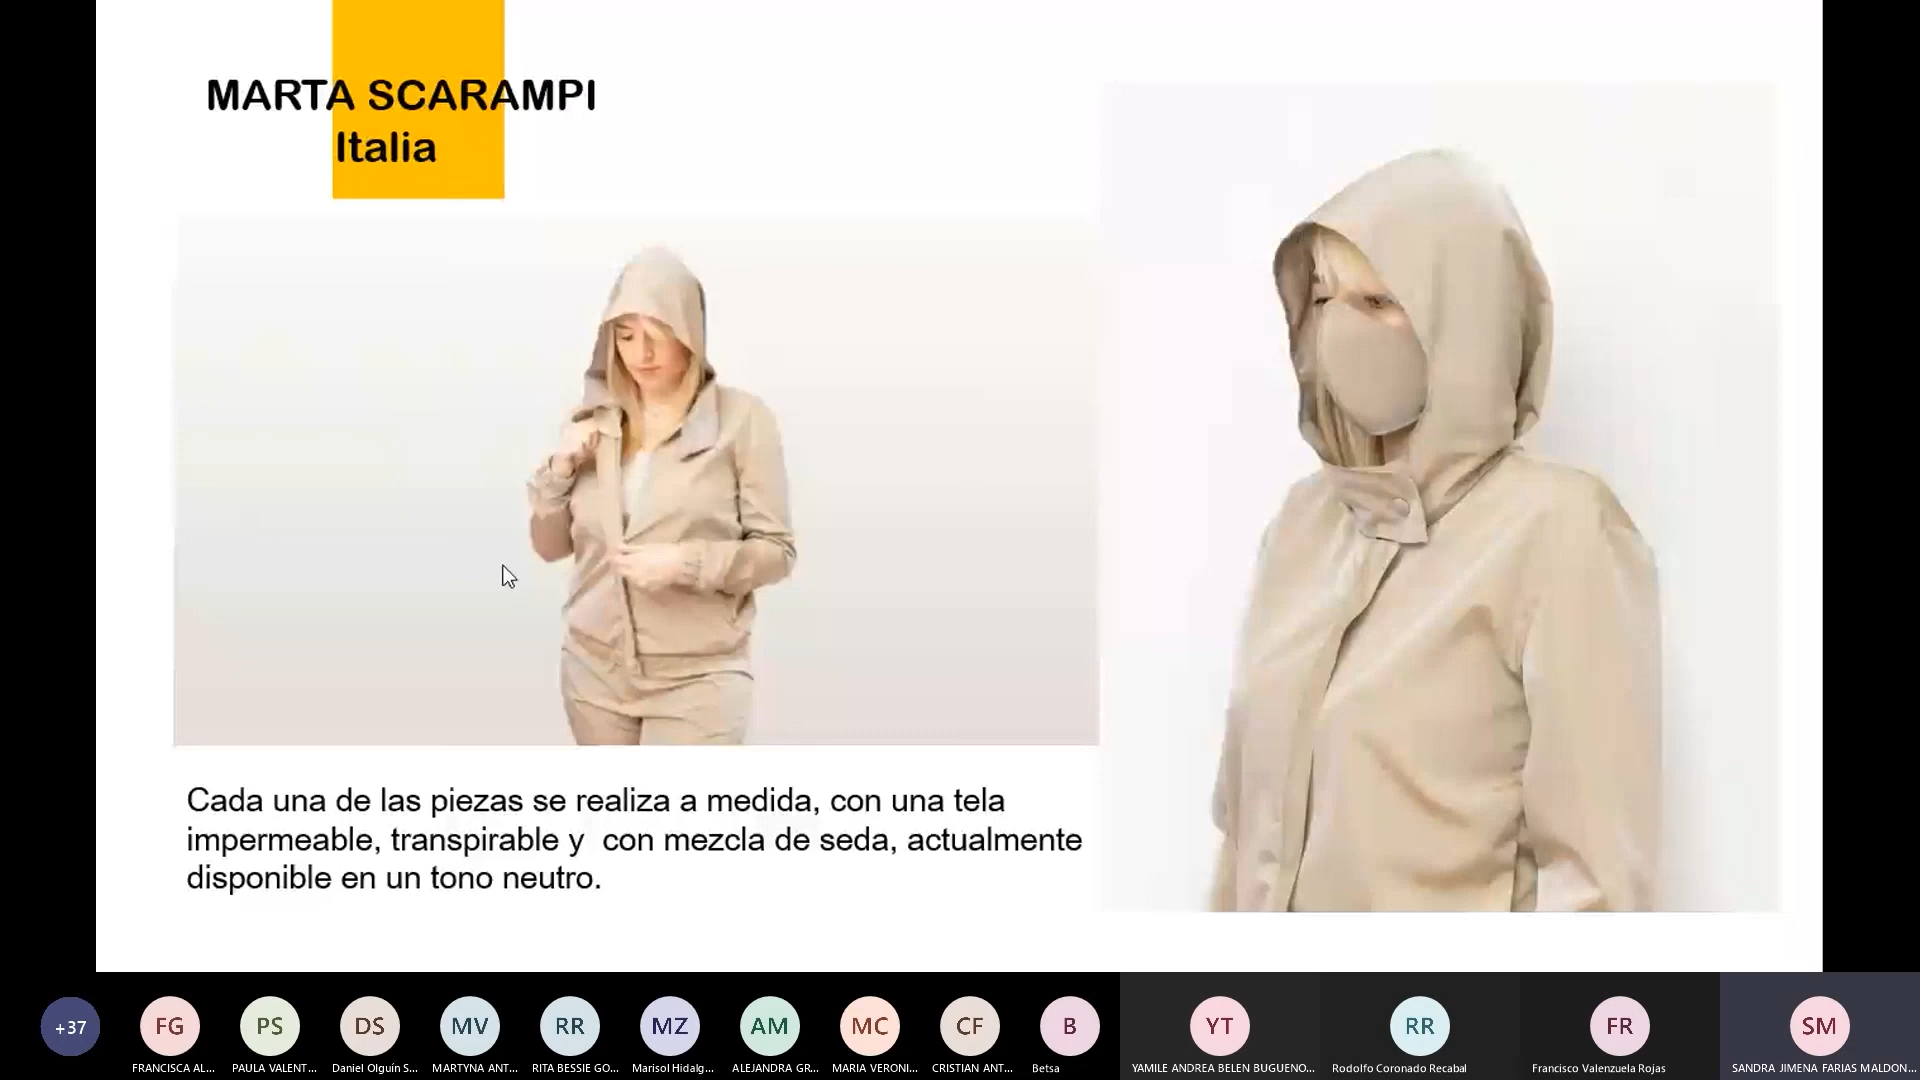 MARTA SCARAMPI
Italia
Cada una de las piezas se realiza a medida, con una tela
impermeable, transpirable y  con mezcla de seda, actualmente
disponible en un tono neutro.
+37
FG
PS
DS
MV
RR
MZ
AM
MC
CF
B
YT
RR
FR
SM
FRANCISCA AL...
PAULA VALENT...
Daniel Olguín S...
MARTYNA ANT...
RITA BESSIE GO...
Marisol Hidalg...
ALEJANDRA GR...
MARIA VERONI...
CRISTIAN ANT...
Betsa
YAMILE ANDREA BELEN BUGUENO...
Rodolfo Coronado Recabal
Francisco Valenzuela Rojas
SANDRA JIMENA FARIAS MALDON...